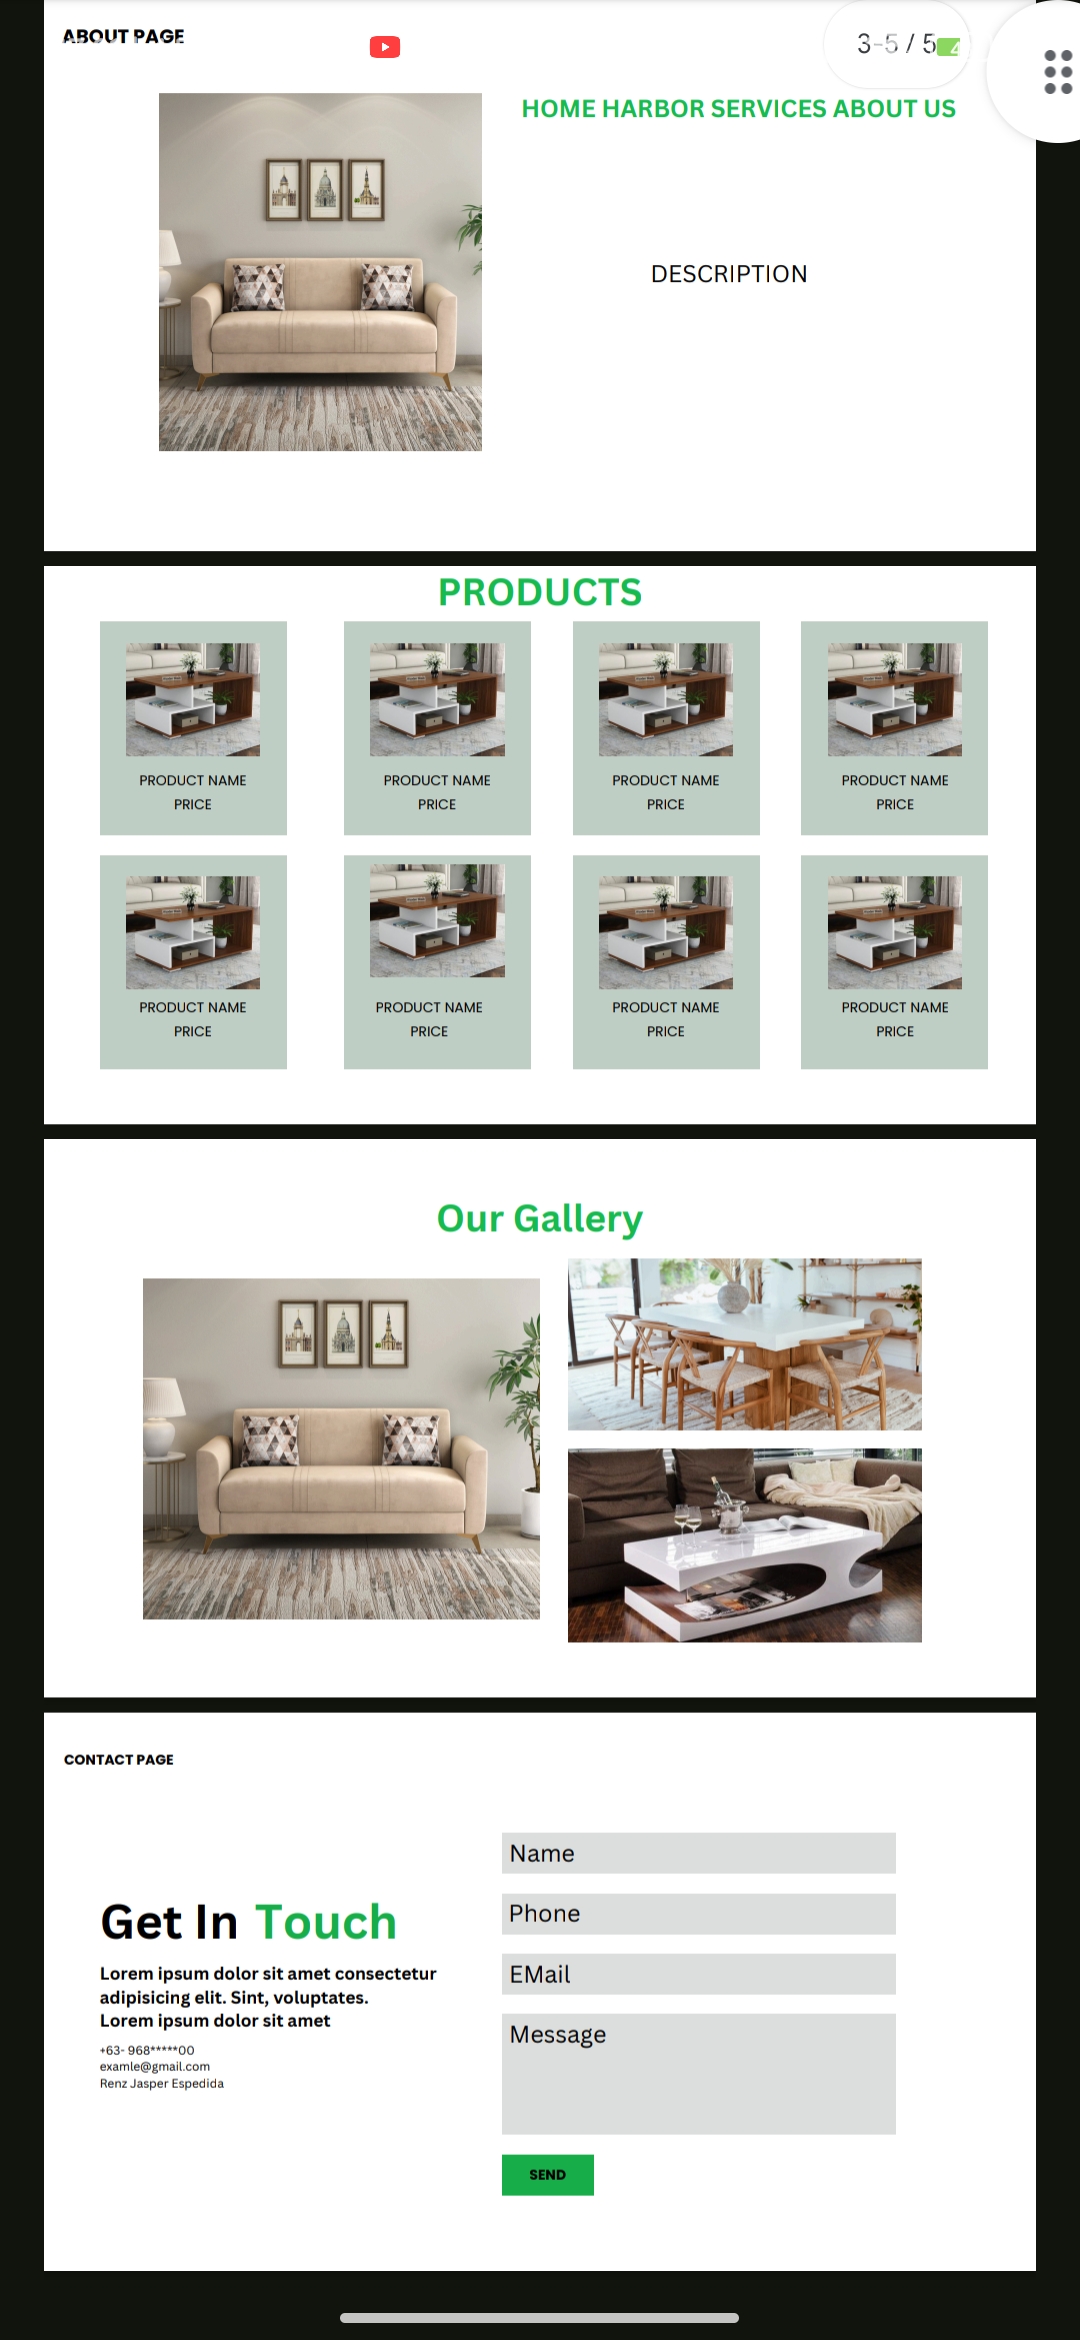 ABOUT PAGE
3-5 / 5
HOME HARBOR SERVICES ABOUT US
DESCRIPTION
PRODUCTS
PRODUCT NAME PRODUCT NAME PRODUCT NAME PRODUCT NAME
PRICE PRICE PRICE PRICE
PRODUCT NAME PRODUCT NAME PRODUCT NAME PRODUCT NAME
PRICE PRICE PRICE PRICE
Our Gallery
CONTACT PAGE
Get In Touch
Lorem ipsum dolor sit amet consectetur
adipisicing elit. Sint, voluptates.
Lorem ipsum dolor sit amet
+63- 968*****00
examle@gmail.com
Renz Jasper Espedida
Name
Phone
EMail
Message
SEND